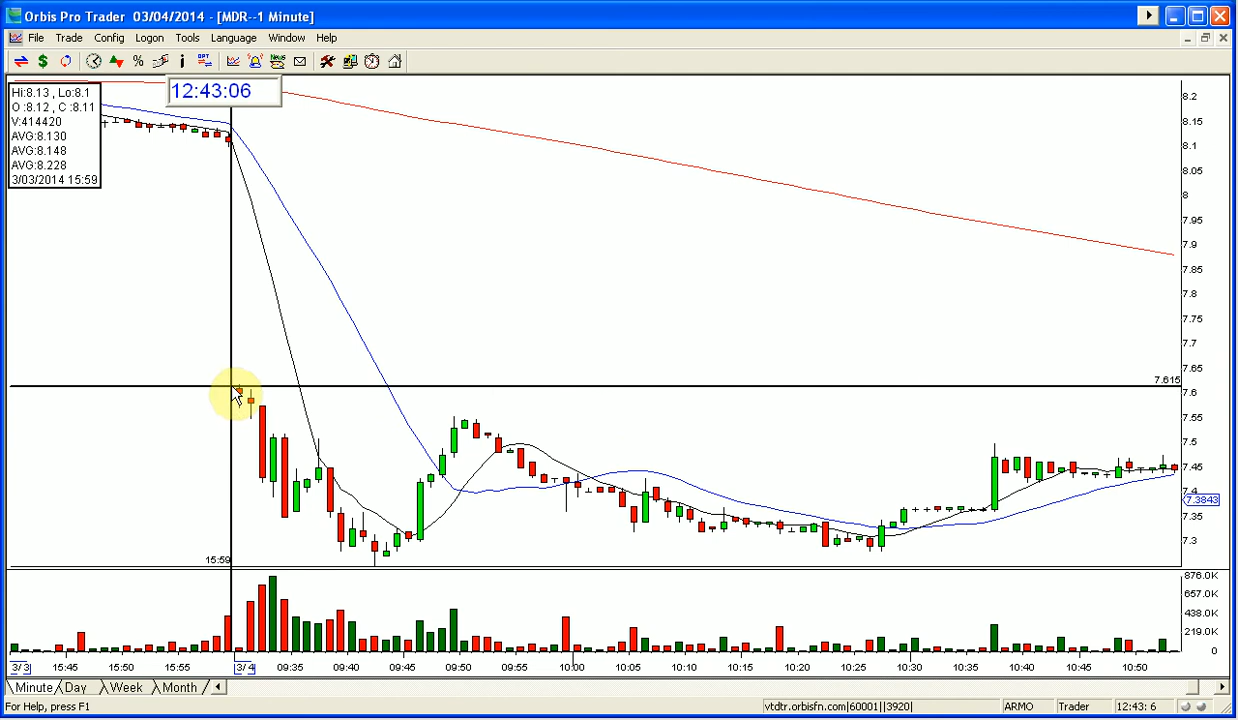 Orbis Pro Trader 03/04/2014 - [MDR--1 Minute]
File Trade Config Logon Tools Language Window Help
12:43:06
Hi:8.13 , Lo:8.1
O :8.12 , C :8.11
V:414420
AVG:8.130
AVG:8.148
AVG:8.228
3/03/2014 15:59
8.2
8.15
8.1
8.05
8
7.95
7.9
7.85
7.8
7.75
7.7
7.65
7.615
7.6
7.55
7.5
7.45
7.4
7.3843
7.35
7.3
15:59
876.0K
657.0K
438.0K
219.0K
0
3/3 15:45 15:50 15:55 3/4 09:35 09:40 09:45 09:50 09:55 10:00 10:05 10:10 10:15 10:20 10:25 10:30 10:35 10:40 10:45 10:50
Minute Day Week Month
For Help, press F1 vtdtr.orbisfn.com|60001||3920| ARMO Trader 12:43: 6